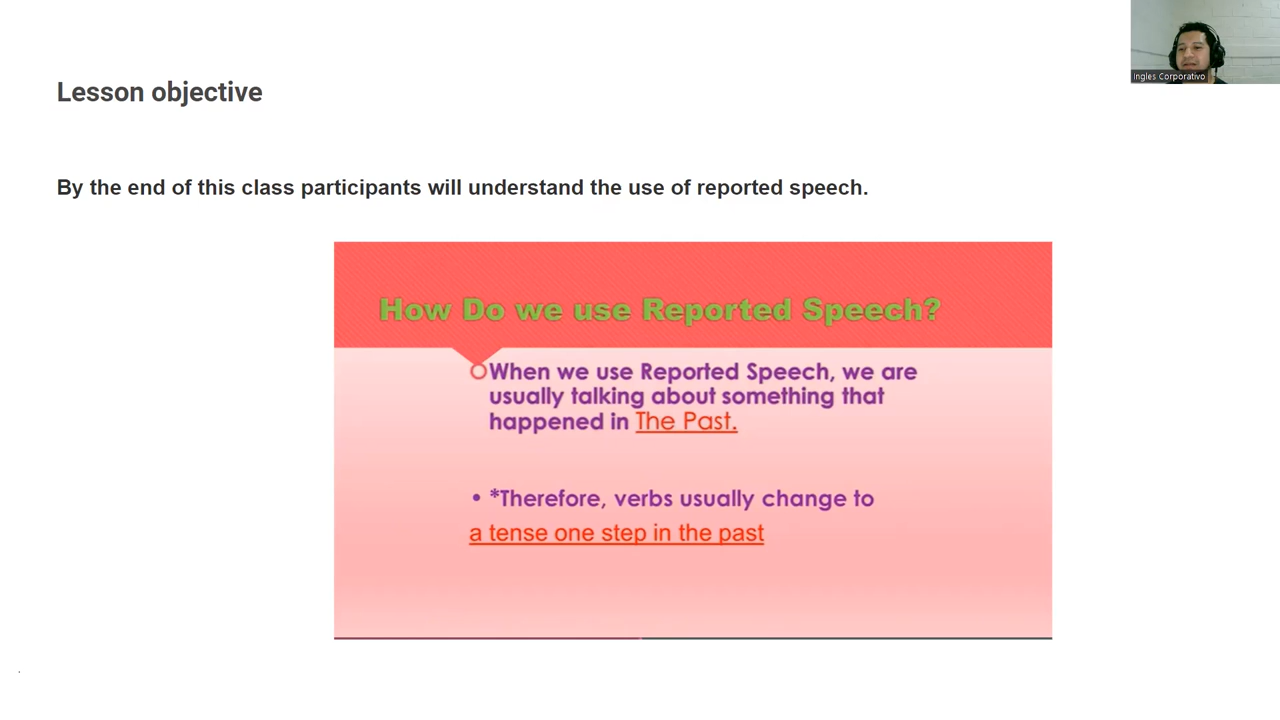 Ingles Corporativo
Lesson objective
By the end of this class participants will understand the use of reported speech.
How Do we use Reported Speech?
When we use Reported Speech, we are
usually talking about something that
happened in The Past.
• *Therefore, verbs usually change to
a tense one step in the past